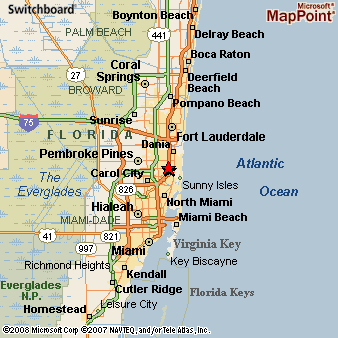 Switchboard
Microsoft®
MapPoint®
Boynton Beach
PALM BEACH
441
Delray Beach
Boca Raton
27
Coral
Springs
Deerfield
Beach
BROWARD
Pompano Beach
Sunrise
75
FLORIDA
Fort Lauderdale
Dania
Pembroke Pines
Atlantic
Ocean
The
Everglades
Carol City
826
Sunny Isles
North Miami
Hialeah
MIAMI-DADE
Miami Beach
41
821
997
Miami
Virginia Key
Key Biscayne
Richmond Heights
Kendall
Everglades
N.P.
Cutler Ridge
Florida Keys
Leisure City
Homestead
©2008 Microsoft Corp ©2007 NAVTEQ, and/or Tele Atlas, Inc.